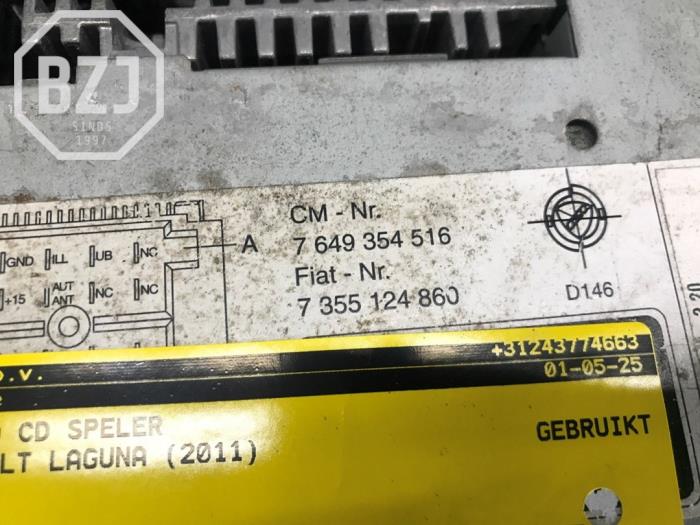 BZJ
SINDS
1997
CM - Nr.
A
7 649 354 516
GND ILL UB NC
Fiat - Nr.
+15 AUT ANT NC NC
7 355 124 860
D146
+31243774663
01-05-25
CD SPELER
GEBRUIKT
LT LAGUNA (2011)